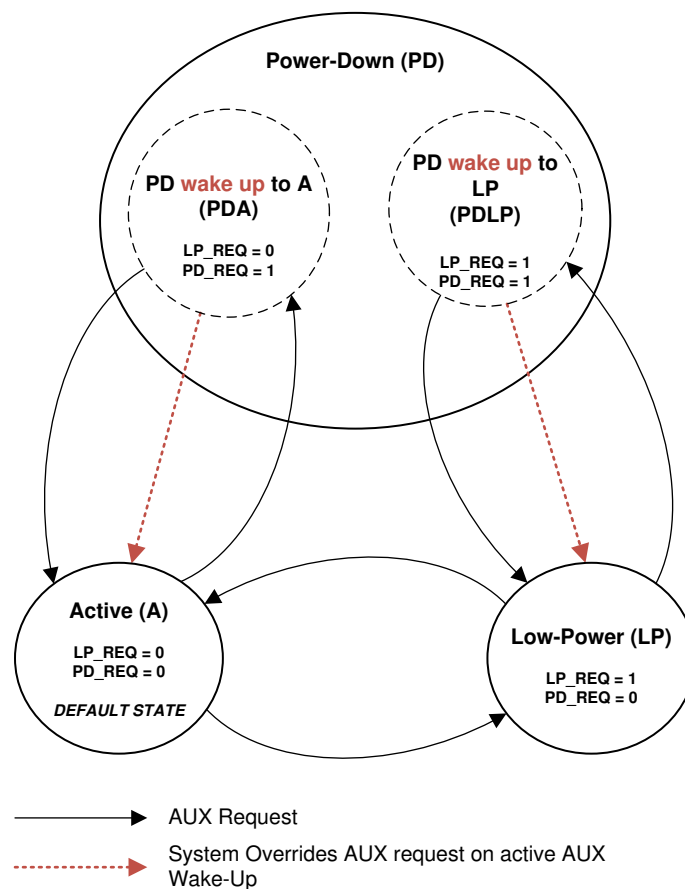 Power-Down (PD)
PD wake up to A
(PDA)
LP_REQ = 0
PD_REQ = 1
PD wake up to
LP
(PDLP)
LP_REQ = 1
PD_REQ = 1
Active (A)
LP_REQ = 0
PD_REQ = 0
DEFAULT STATE
Low-Power (LP)
LP_REQ = 1
PD_REQ = 0
AUX Request
System Overrides AUX request on active AUX
Wake-Up